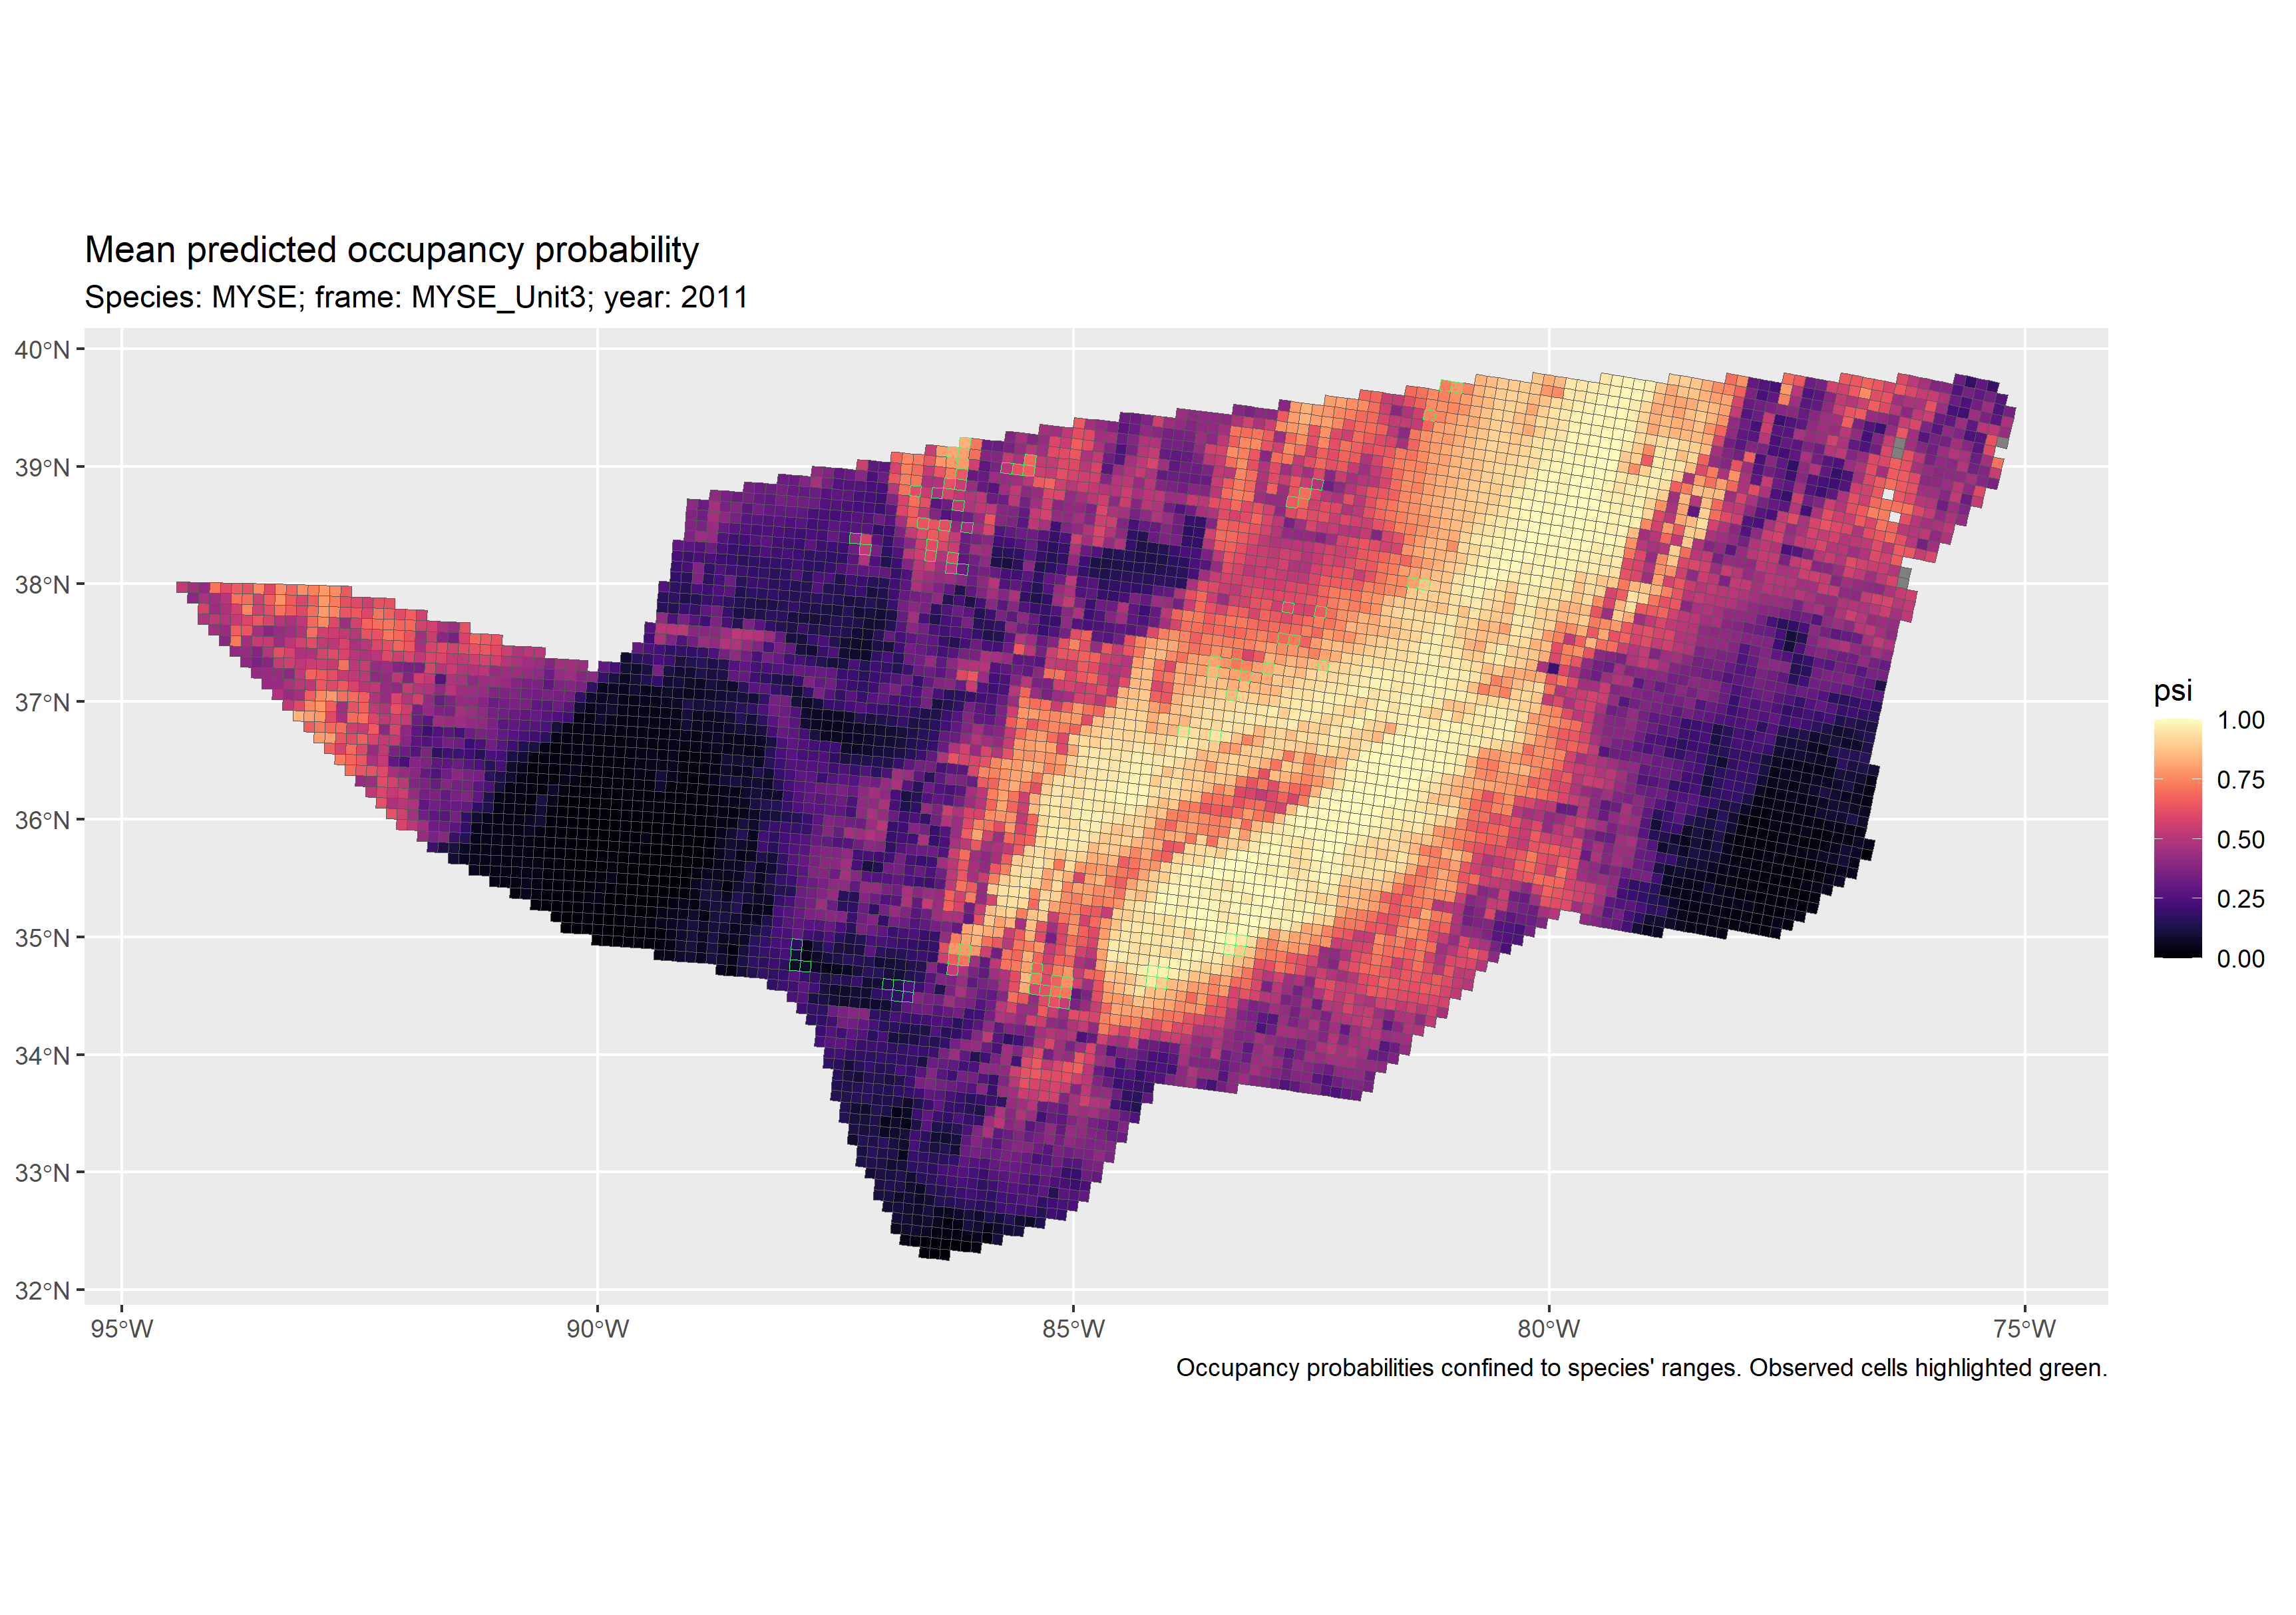 Mean predicted occupancy probability
Species: MYSE; frame: MYSE_Unit3; year: 2011
40°N
39°N
38°N
37°N
36°N
35°N
34°N
33°N
32°N
95°W
90°W
85°W
80°W
75°W
psi
1.00
0.75
0.50
0.25
0.00
Occupancy probabilities confined to species' ranges. Observed cells highlighted green.